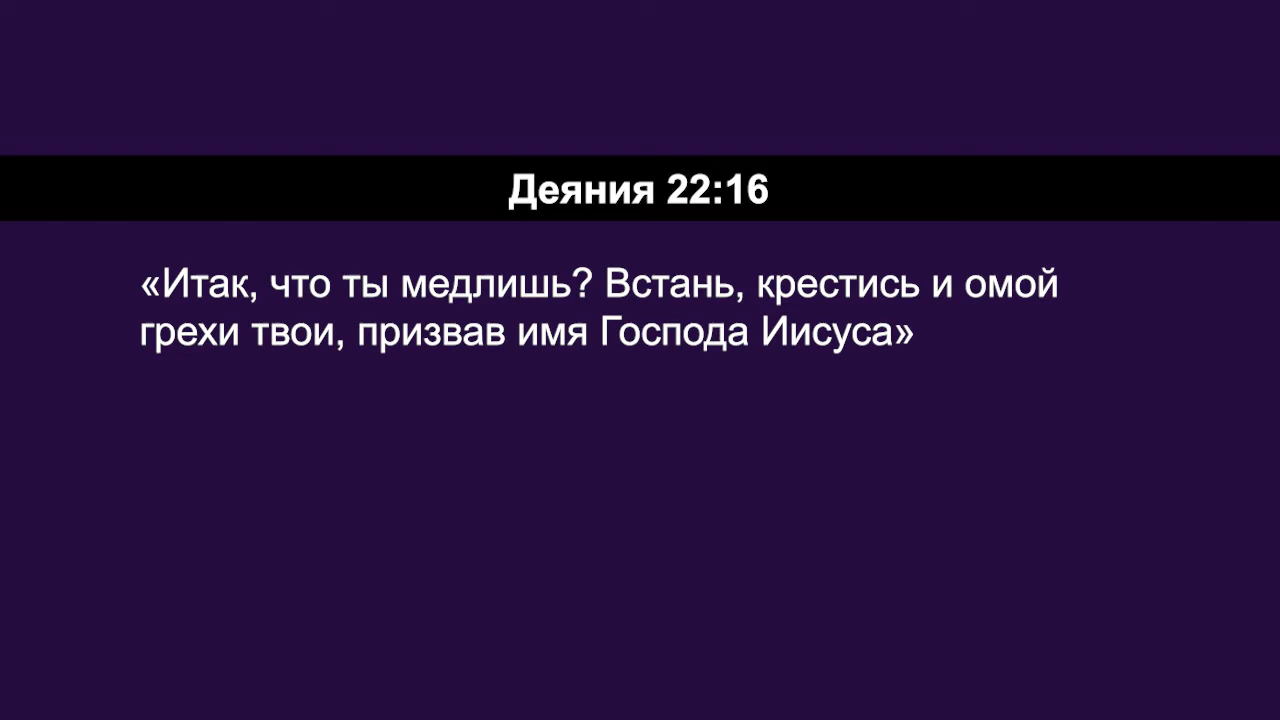 Деяния 22:16
«Итак, что ты медлишь? Встань, крестись и омой
грехи твои, призвав имя Господа Иисуса»